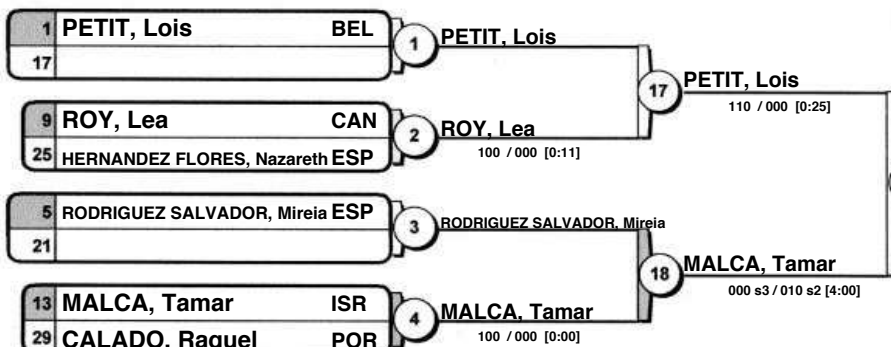 1 PETIT, Lois BEL
17
1 PETIT, Lois
9 ROY, Lea CAN
25 HERNANDEZ FLORES, Nazareth ESP
2 ROY, Lea
100 / 000 [0:11]
17 PETIT, Lois
110 / 000 [0:25]
5 RODRIGUEZ SALVADOR, Mireia ESP
21
3 RODRIGUEZ SALVADOR, Mireia
13 MALCA, Tamar ISR
29 CALADO, Raquel POR
4 MALCA, Tamar
100 / 000 [0:00]
18 MALCA, Tamar
000 s3 / 010 s2 [4:00]